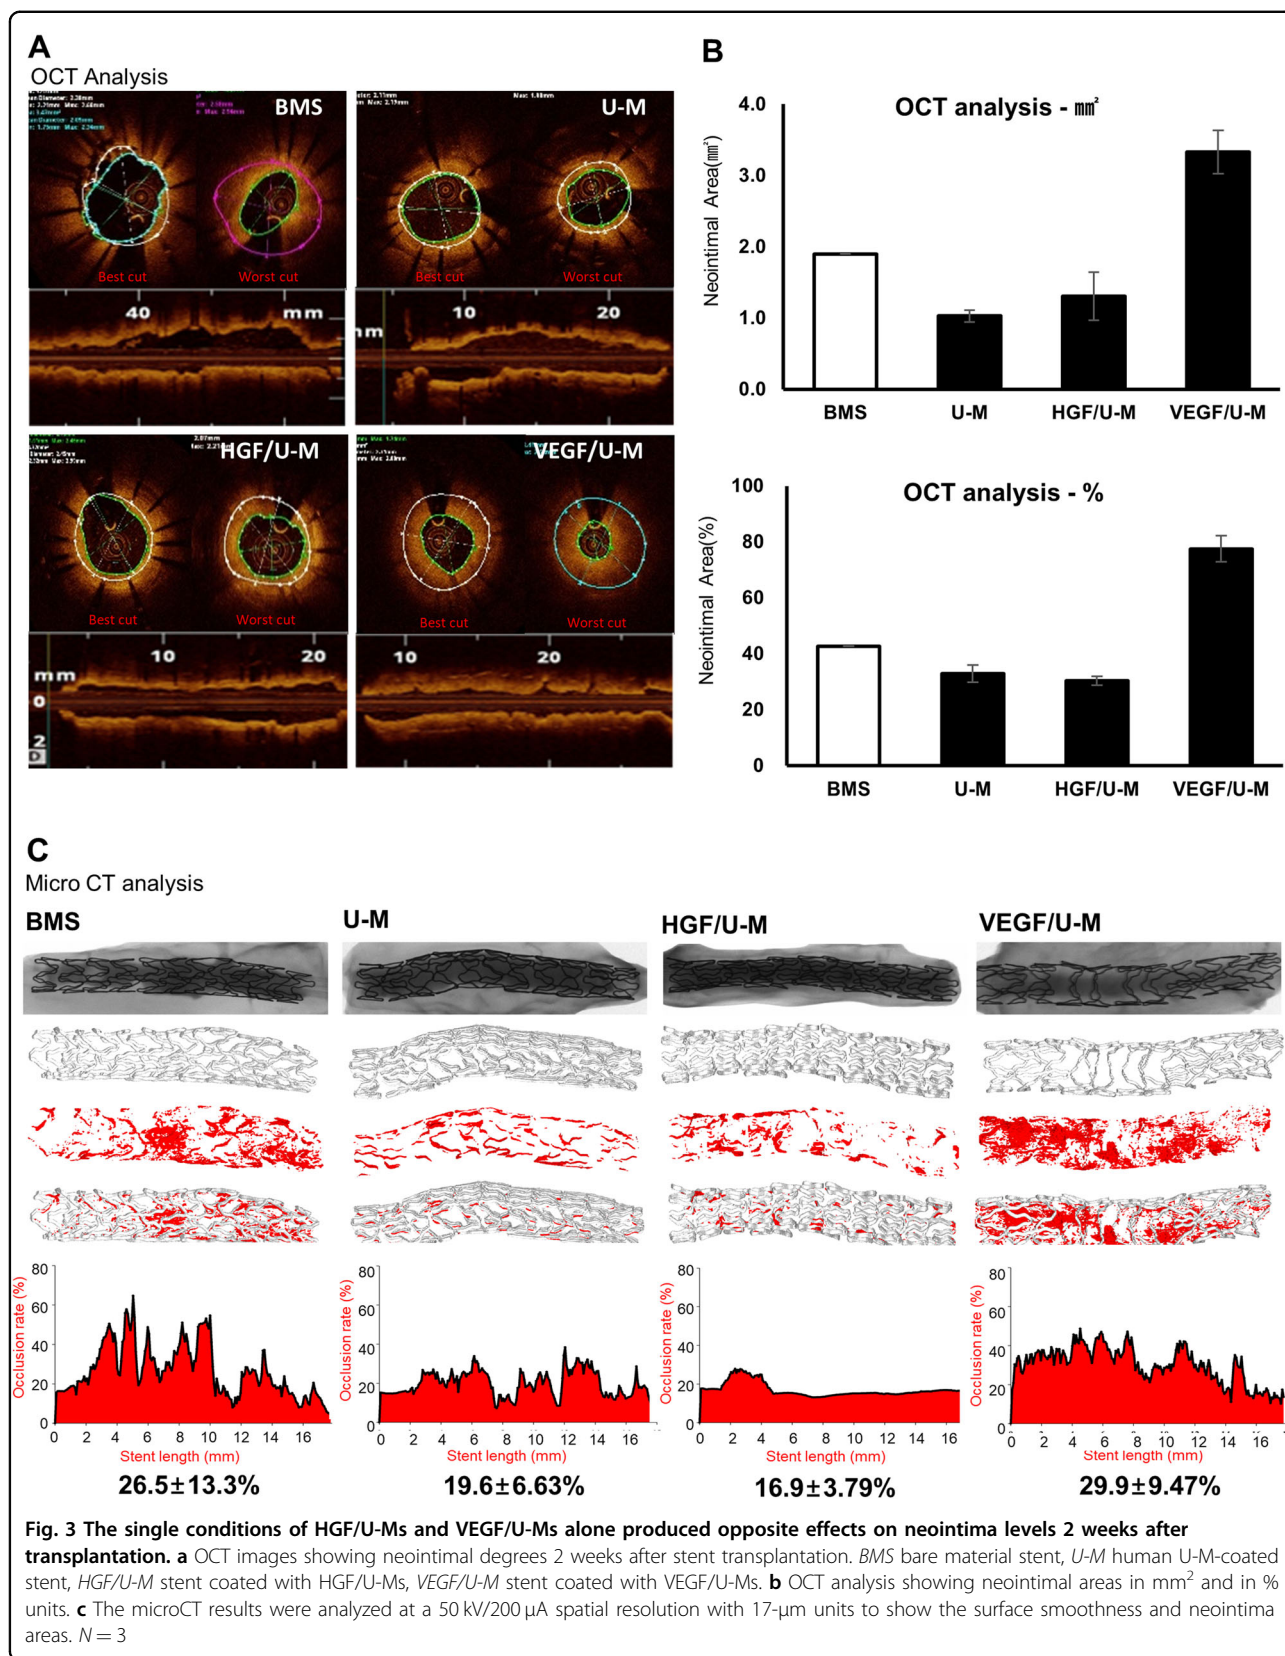 A
OCT Analysis
BMS
Best cut
Worst cut
40
mm
U-M
Best cut
Worst cut
10
20
HGF/U-M
Best cut
Worst cut
10
20
mm
0
2
VEGF/U-M
Best cut
Worst cut
10
20
B
OCT analysis - ㎟
Neointimal Area(㎟)
4.0
3.0
2.0
1.0
0.0
BMS U-M HGF/U-M VEGF/U-M
OCT analysis - %
Neointimal Area(%)
100
80
60
40
20
0
BMS U-M HGF/U-M VEGF/U-M
C
Micro CT analysis
BMS
U-M
HGF/U-M
VEGF/U-M
Occlusion rate (%)
80
60
40
20
0
0 2 4 6 8 10 12 14 16
Stent length (mm)
26.5±13.3%
Occlusion rate (%)
80
60
40
20
0
0 2 4 6 8 10 12 14 16
Stent length (mm)
19.6±6.63%
Occlusion rate (%)
80
60
40
20
0
0 2 4 6 8 10 12 14 16
Stent length (mm)
16.9±3.79%
Occlusion rate (%)
80
60
40
20
0
0 2 4 6 8 10 12 14 16
Stent length (mm)
29.9±9.47%
Fig. 3 The single conditions of HGF/U-Ms and VEGF/U-Ms alone produced opposite effects on neointima levels 2 weeks after
transplantation. a OCT images showing neointimal degrees 2 weeks after stent transplantation. BMS bare material stent, U-M human U-M-coated
stent, HGF/U-M stent coated with HGF/U-Ms, VEGF/U-M stent coated with VEGF/U-Ms. b OCT analysis showing neointimal areas in mm² and in %
units. c The microCT results were analyzed at a 50 kV/200 µA spatial resolution with 17-µm units to show the surface smoothness and neointima
areas. N = 3